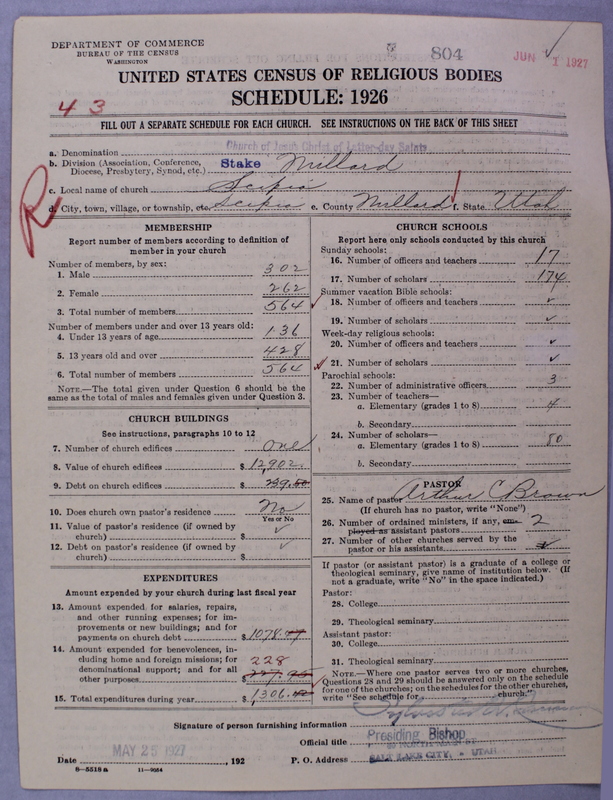 DEPARTMENT OF COMMERCE
BUREAU OF THE CENSUS
WASHINGTON
804
JUN 1 1927
UNITED STATES CENSUS OF RELIGIOUS BODIES
SCHEDULE: 1926
43
FILL OUT A SEPARATE SCHEDULE FOR EACH CHURCH. SEE INSTRUCTIONS ON THE BACK OF THIS SHEET
a. Denomination Church of Jesus Christ of Latter-day Saints
b. Division (Association, Conference, Diocese, Presbytery, Synod, etc.) Stake Millard
c. Local name of church Scipio
R
d. City, town, village, or township, etc. Scipio e. County Millard f. State Utah
MEMBERSHIP
Report number of members according to definition of
member in your church
Number of members, by sex:
1. Male 302
2. Female 262
3. Total number of members 564
Number of members under and over 13 years old:
4. Under 13 years of age 136
5. 13 years old and over 428
6. Total number of members 564
NOTE.—The total given under Question 6 should be
same as the total of males and females given under Question 3.
CHURCH BUILDINGS
See instructions, paragraphs 10 to 12
7. Number of church edifices One
8. Value of church edifices $ 12,902.
9. Debt on church edifices $ 239.50
10. Does church own pastor's residence No
Yes or No
11. Value of pastor's residence (if owned by
church) $ ✓
12. Debt on pastor's residence (if owned by
church) $ ✓
EXPENDITURES
Amount expended by your church during last fiscal year
13. Amount expended for salaries, repairs,
and other running expenses; for im-
provements or new buildings; and for
payments on church debt $ 1078.
14. Amount expended for benevolences, in-
cluding home and foreign missions; for
denominational support; and for all
other purposes 228
15. Total expenditures during year $ 1306.
CHURCH SCHOOLS
Report here only schools conducted by this church
Sunday schools:
16. Number of officers and teachers 17
17. Number of scholars 174
Summer vacation Bible schools:
18. Number of officers and teachers ✓
19. Number of scholars ✓
Week-day religious schools:
20. Number of officers and teachers ✓
21. Number of scholars ✓
Parochial schools:
22. Number of administrative officers 3
23. Number of teachers—
a. Elementary (grades 1 to 8) 4
b. Secondary
24. Number of scholars—
a. Elementary (grades 1 to 8) 80
b. Secondary
PASTOR
25. Name of pastor Arthur C Brown
(If church has no pastor, write "None")
26. Number of ordained ministers, if any, em-
ployed as assistant pastors 2
27. Number of other churches served by the
pastor or his assistants
If pastor (or assistant pastor) is a graduate of a college or
theological seminary, give name of institution below. (If
not a graduate, write "No" in the space indicated.)
Pastor:
28. College
29. Theological seminary
Assistant pastor:
30. College
31. Theological seminary
NOTE.—Where one pastor serves two or more churches,
Questions 28 and 29 should be answered only on the schedule
for one of the churches; on the schedules for the other churches,
write "See schedule for church."
Signature of person furnishing information
Official title Presiding Bishop
MAY 25 1927
Date , 192 P. O. Address SALT LAKE CITY, - UTAH
8-5518a 11-9054